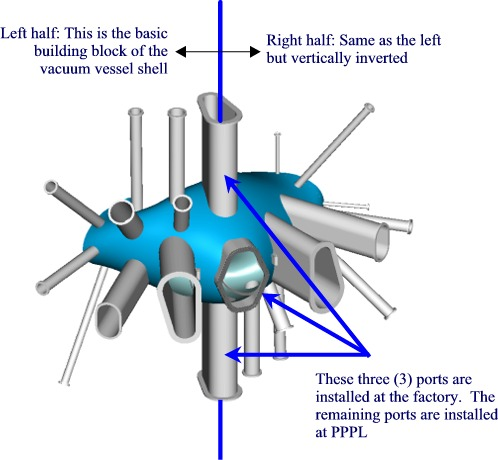 Left half: This is the basic
building block of the
vacuum vessel shell
Right half: Same as the left
but vertically inverted
These three (3) ports are
installed at the factory.  The
remaining ports are installed
at PPPL